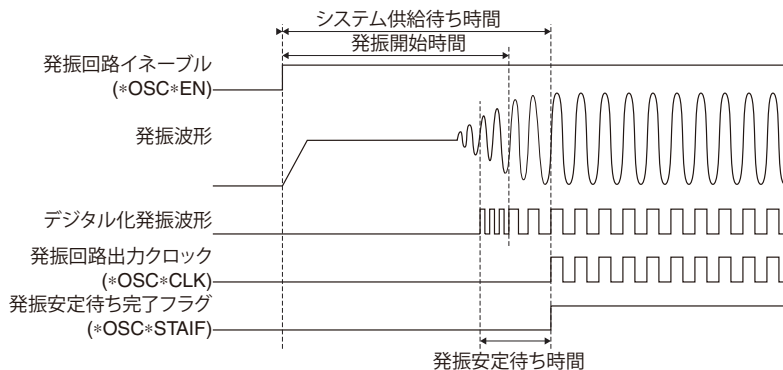 システム供給待ち時間
発振開始時間
発振回路イネーブル
(*OSC*EN)
発振波形
デジタル化発振波形
発振回路出力クロック
(*OSC*CLK)
発振安定待ち完了フラグ
(*OSC*STAIF)
発振安定待ち時間